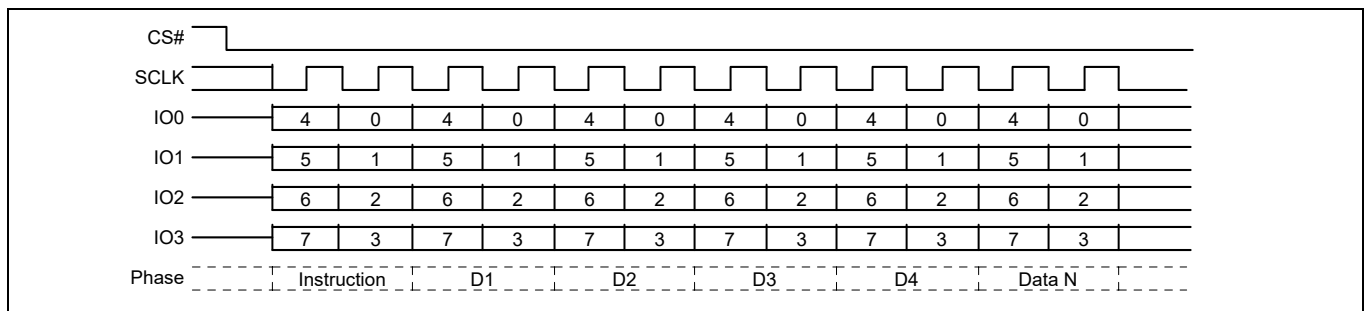 CS#
SCLK
IO0 4 0 4 0 4 0 4 0 4 0 4 0
IO1 5 1 5 1 5 1 5 1 5 1 5 1
IO2 6 2 6 2 6 2 6 2 6 2 6 2
IO3 7 3 7 3 7 3 7 3 7 3 7 3
Phase Instruction D1 D2 D3 D4 Data N